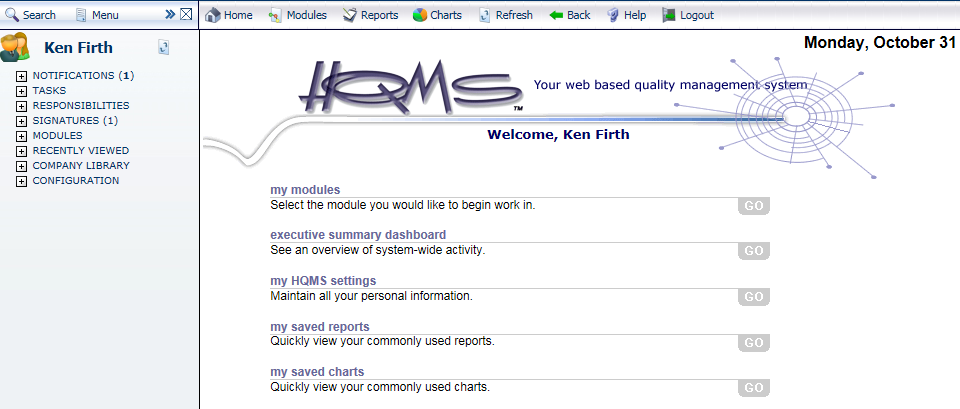 Search Menu Home Modules Reports Charts Refresh Back Help Logout
Ken Firth
Monday, October 31
NOTIFICATIONS (1)
TASKS
RESPONSIBILITIES
SIGNATURES (1)
MODULES
RECENTLY VIEWED
COMPANY LIBRARY
CONFIGURATION
HQMS™
Your web based quality management system
Welcome, Ken Firth
my modules
Select the module you would like to begin work in. GO
executive summary dashboard
See an overview of system-wide activity. GO
my HQMS settings
Maintain all your personal information. GO
my saved reports
Quickly view your commonly used reports. GO
my saved charts
Quickly view your commonly used charts. GO